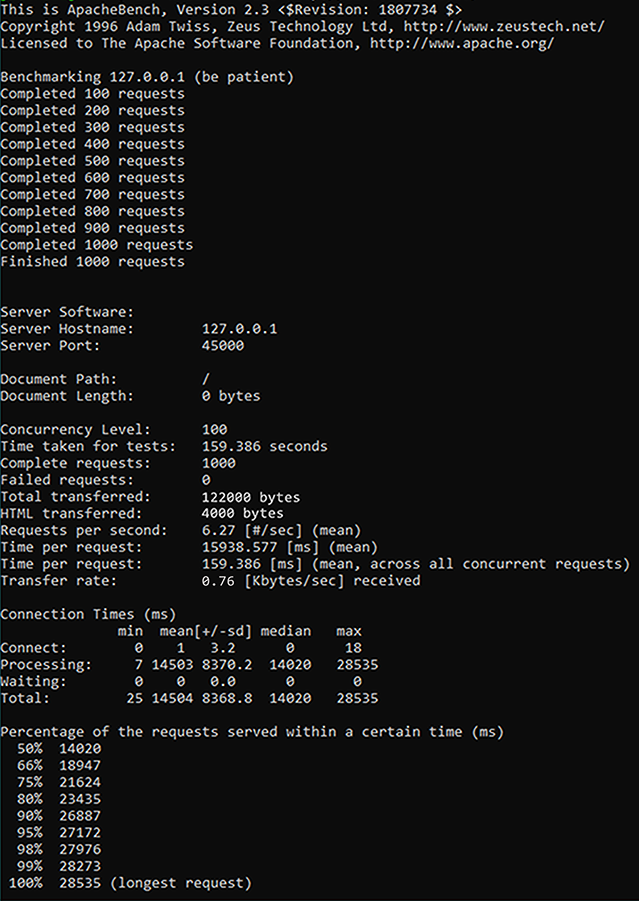 This is ApacheBench, Version 2.3 <$Revision: 1807734 $>
Copyright 1996 Adam Twiss, Zeus Technology Ltd, http://www.zeustech.net/
Licensed to The Apache Software Foundation, http://www.apache.org/

Benchmarking 127.0.0.1 (be patient)
Completed 100 requests
Completed 200 requests
Completed 300 requests
Completed 400 requests
Completed 500 requests
Completed 600 requests
Completed 700 requests
Completed 800 requests
Completed 900 requests
Completed 1000 requests
Finished 1000 requests

Server Software:
Server Hostname:        127.0.0.1
Server Port:            45000

Document Path:          /
Document Length:        0 bytes

Concurrency Level:      100
Time taken for tests:   159.386 seconds
Complete requests:      1000
Failed requests:        0
Total transferred:      122000 bytes
HTML transferred:       4000 bytes
Requests per second:    6.27 [#/sec] (mean)
Time per request:       15938.577 [ms] (mean)
Time per request:       159.386 [ms] (mean, across all concurrent requests)
Transfer rate:          0.76 [Kbytes/sec] received

Connection Times (ms)
              min  mean[+/-sd] median   max
Connect:        0    1   3.2      0      18
Processing:     7 14503 8370.2  14020   28535
Waiting:        0    0   0.0      0       0
Total:         25 14504 8368.8  14020   28535

Percentage of the requests served within a certain time (ms)
  50%  14020
  66%  18947
  75%  21624
  80%  23435
  90%  26887
  95%  27172
  98%  27976
  99%  28273
 100%  28535 (longest request)